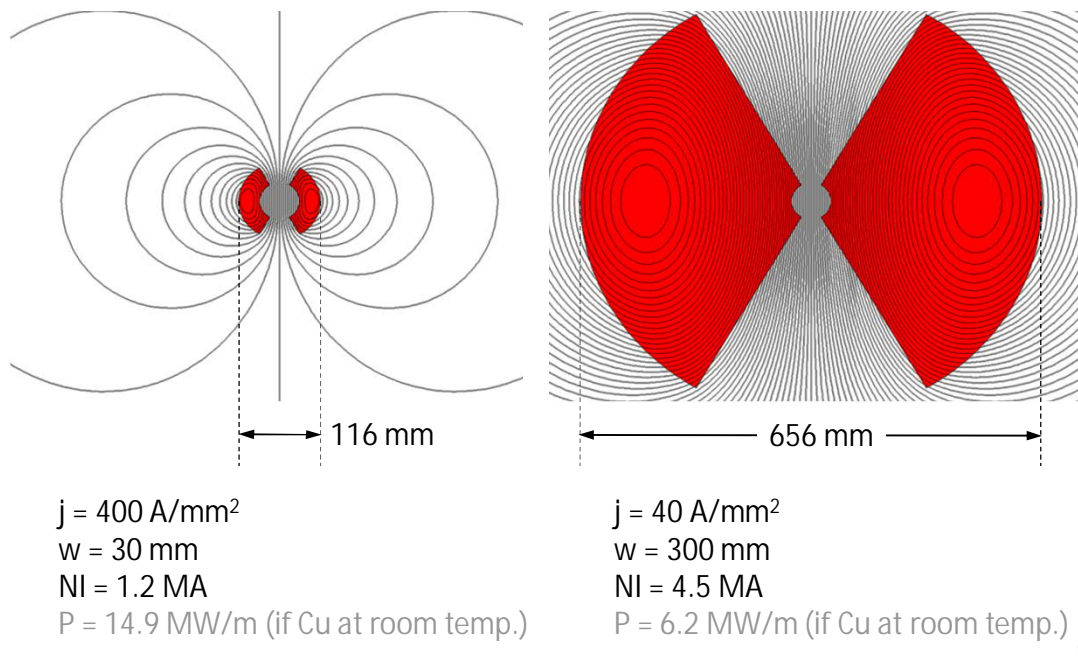 116 mm
656 mm
j = 400 A/mm²
w = 30 mm
NI = 1.2 MA
P = 14.9 MW/m (if Cu at room temp.)
j = 40 A/mm²
w = 300 mm
NI = 4.5 MA
P = 6.2 MW/m (if Cu at room temp.)